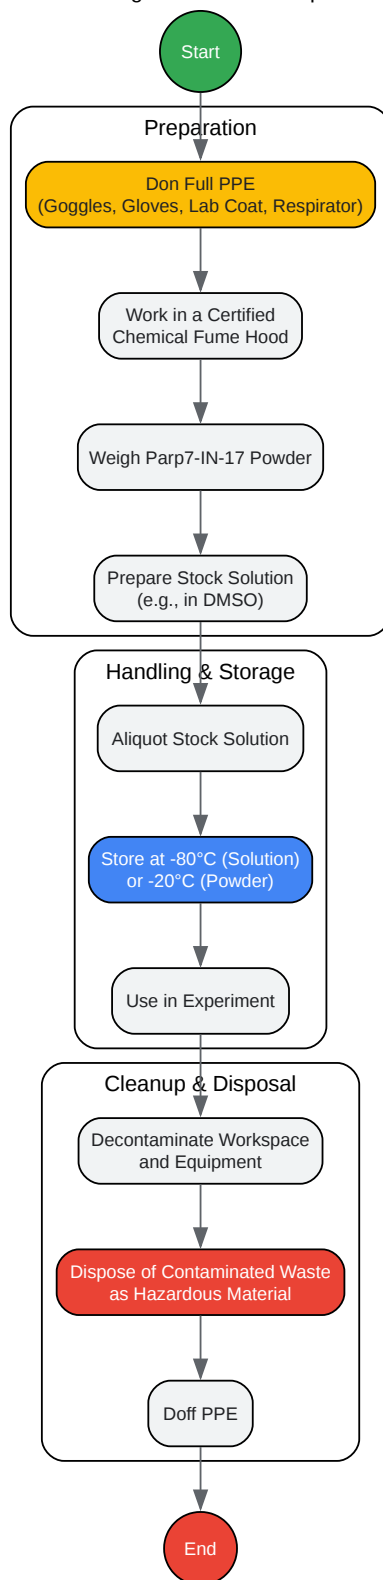 Start
Preparation
Don Full PPE
(Goggles, Gloves, Lab Coat, Respirator)
Work in a Certified
Chemical Fume Hood
Weigh Parp7-IN-17 Powder
Prepare Stock Solution
(e.g., in DMSO)
Handling & Storage
Aliquot Stock Solution
Store at -80°C (Solution)
or -20°C (Powder)
Use in Experiment
Cleanup & Disposal
Decontaminate Workspace
and Equipment
Dispose of Contaminated Waste
as Hazardous Material
Doff PPE
End